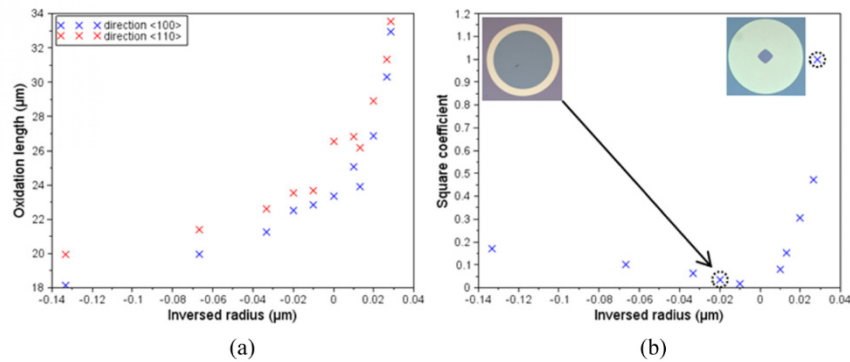 34
32
30
28
26
24
22
20
18
Oxidation length (µm)
direction <100>
direction <110>
-0.14 -0.12 -0.1 -0.08 -0.06 -0.04 -0.02 0 0.02 0.04
Inversed radius (µm)
(a)
1.2
1.1
1
0.9
0.8
0.7
0.6
0.5
0.4
0.3
0.2
0.1
0
Square coefficient
-0.14 -0.12 -0.1 -0.08 -0.06 -0.04 -0.02 0 0.02 0.04
Inversed radius (µm)
(b)